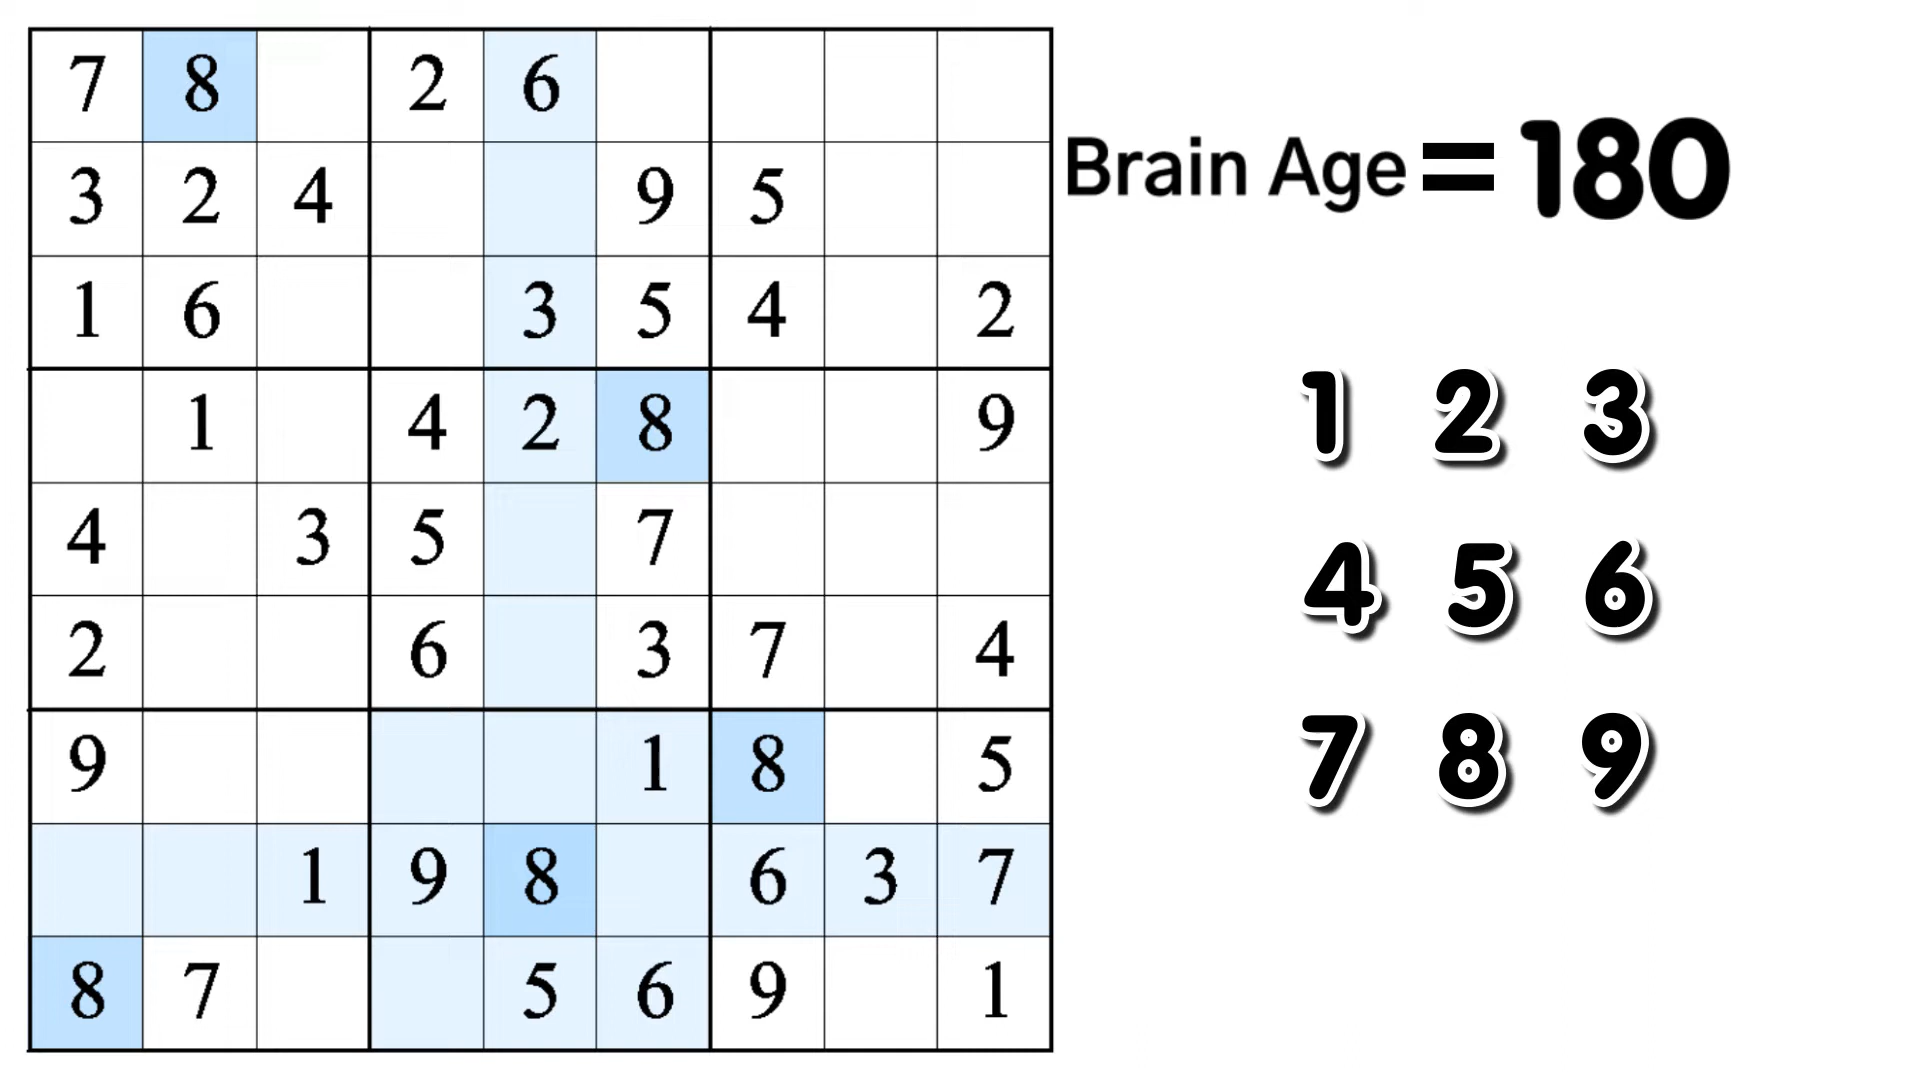 7 8 2 6
3 2 4 9 5
1 6 3 5 4 2
1 4 2 8 9
4 3 5 7
2 6 3 7 4
9 1 8 5
1 9 8 6 3 7
8 7 5 6 9 1
Brain Age = 180
1 2 3
4 5 6
7 8 9